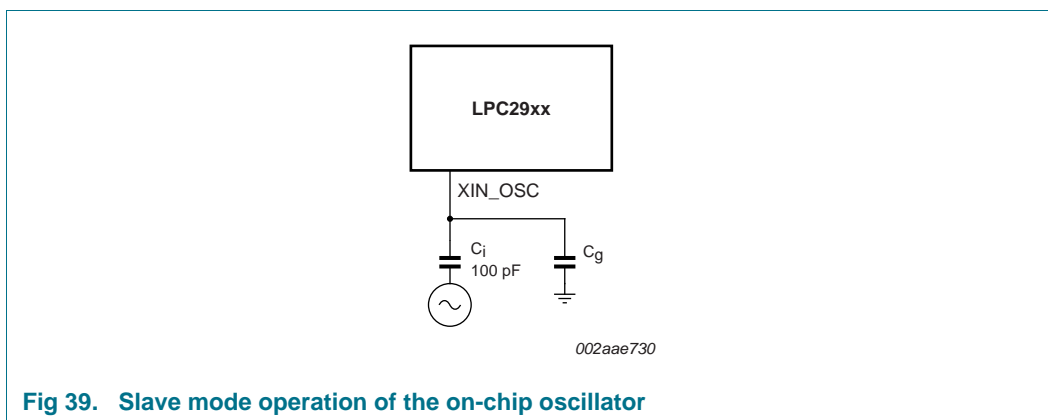 LPC29xx
XIN_OSC
Ci
100 pF
Cg
002aae730
Fig 39. Slave mode operation of the on-chip oscillator